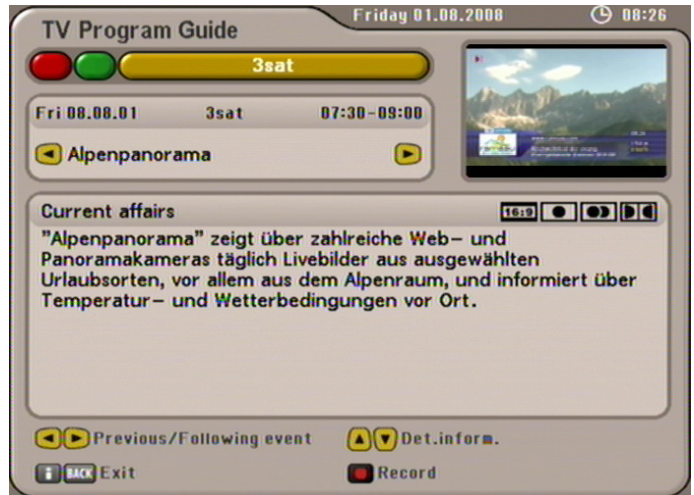 Friday 01.08.2008 08:26
TV Program Guide
3sat
Fri 08.08.01 3sat 07:30-09:00
Alpenpanorama
Current affairs 16:9
"Alpenpanorama" zeigt über zahlreiche Web- und
Panoramakameras täglich Livebilder aus ausgewählten
Urlaubsorten, vor allem aus dem Alpenraum, und informiert über
Temperatur- und Wetterbedingungen vor Ort.
Previous/Following event Det.inform.
i BACK Exit Record